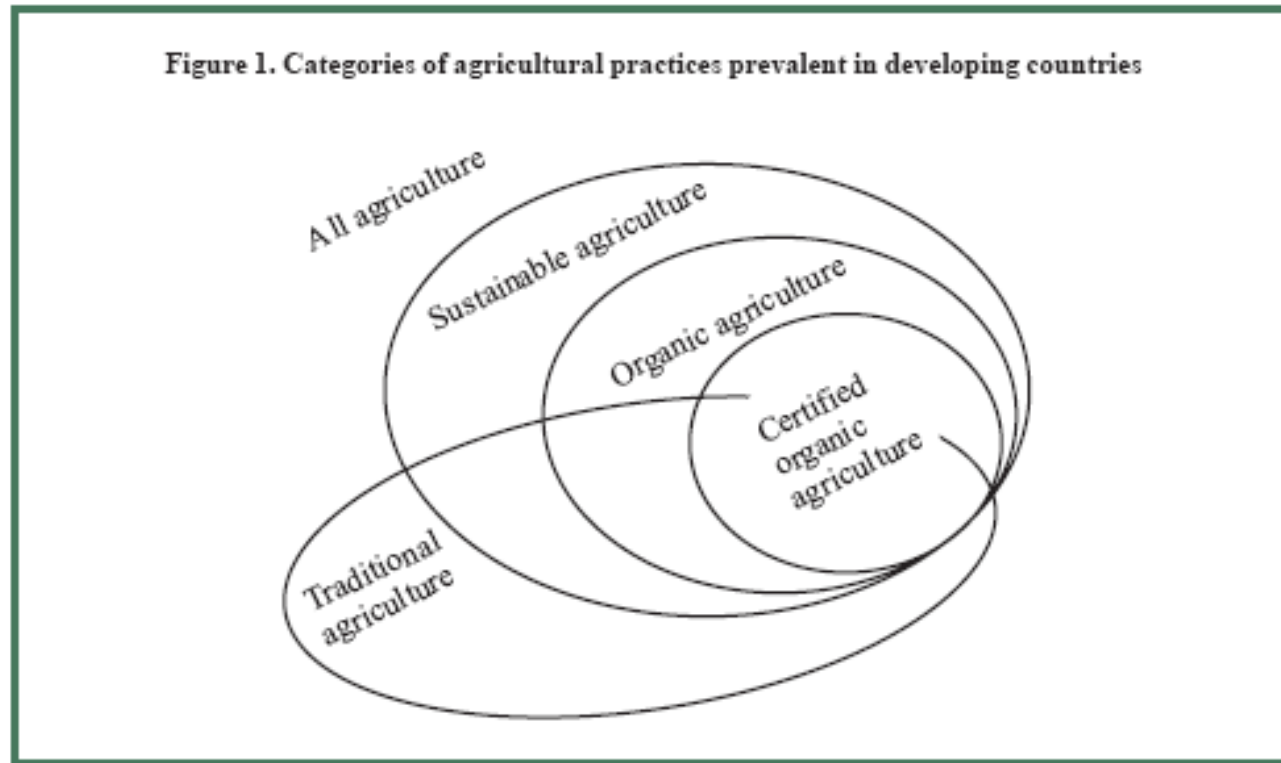 Figure 1. Categories of agricultural practices prevalent in developing countries
All agriculture
Sustainable agriculture
Organic agriculture
Certified
organic
agriculture
Traditional
agriculture